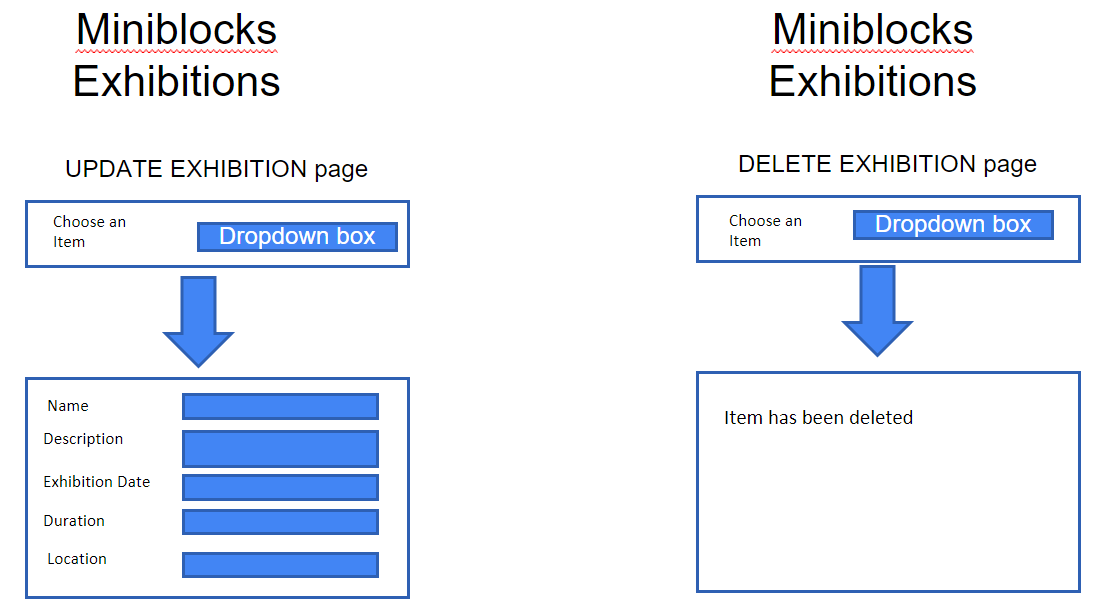 Miniblocks
Exhibitions
UPDATE EXHIBITION page
Choose an
Item
Dropdown box
Name
Description
Exhibition Date
Duration
Location
Miniblocks
Exhibitions
DELETE EXHIBITION page
Choose an
Item
Dropdown box
Item has been deleted